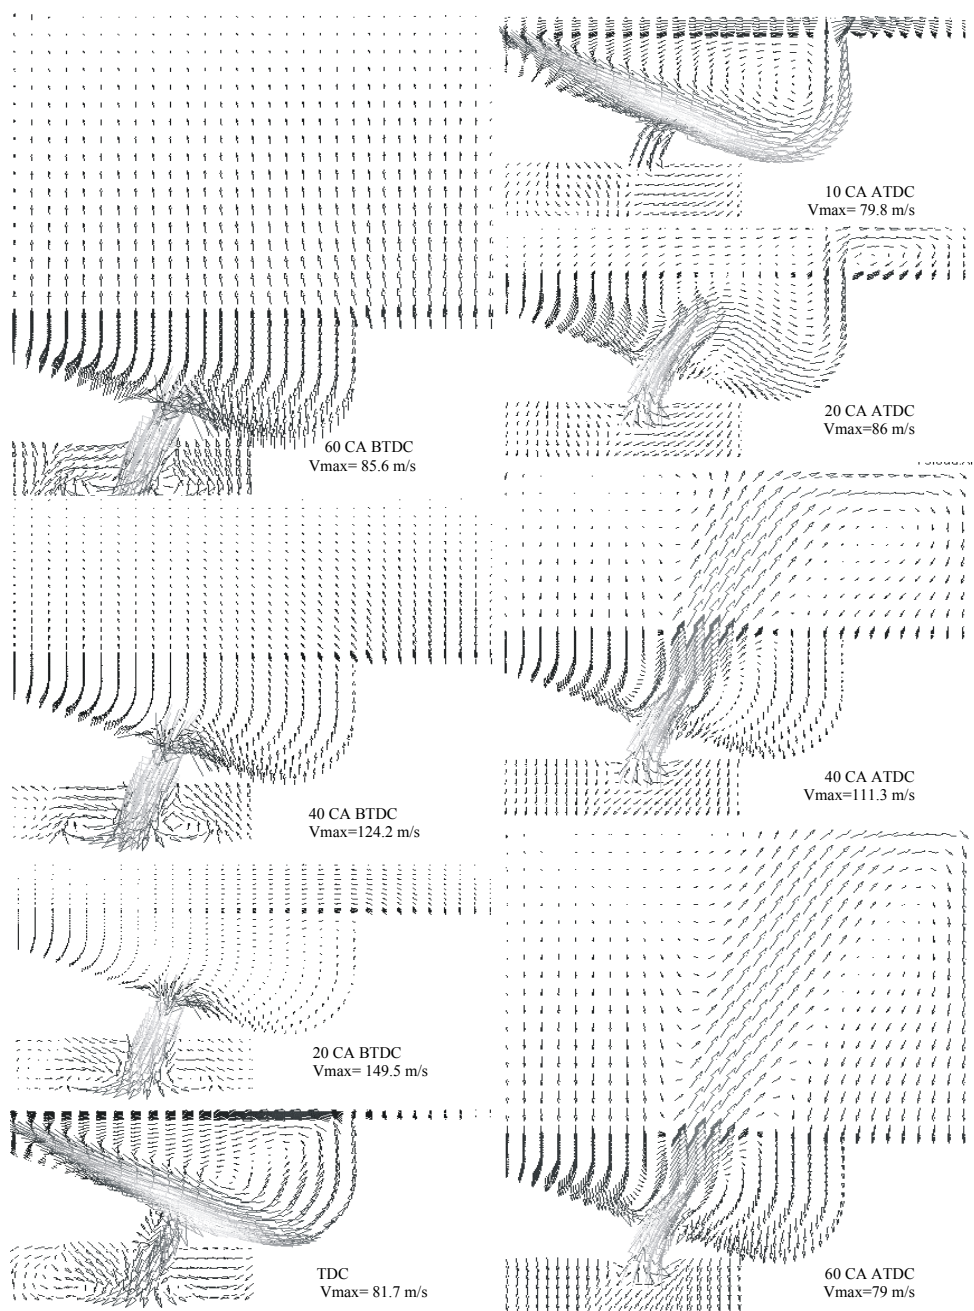 60 CA BTDC
Vmax= 85.6 m/s
40 CA BTDC
Vmax=124.2 m/s
20 CA BTDC
Vmax= 149.5 m/s
TDC
Vmax= 81.7 m/s
10 CA ATDC
Vmax= 79.8 m/s
20 CA ATDC
Vmax=86 m/s
40 CA ATDC
Vmax=111.3 m/s
60 CA ATDC
Vmax=79 m/s